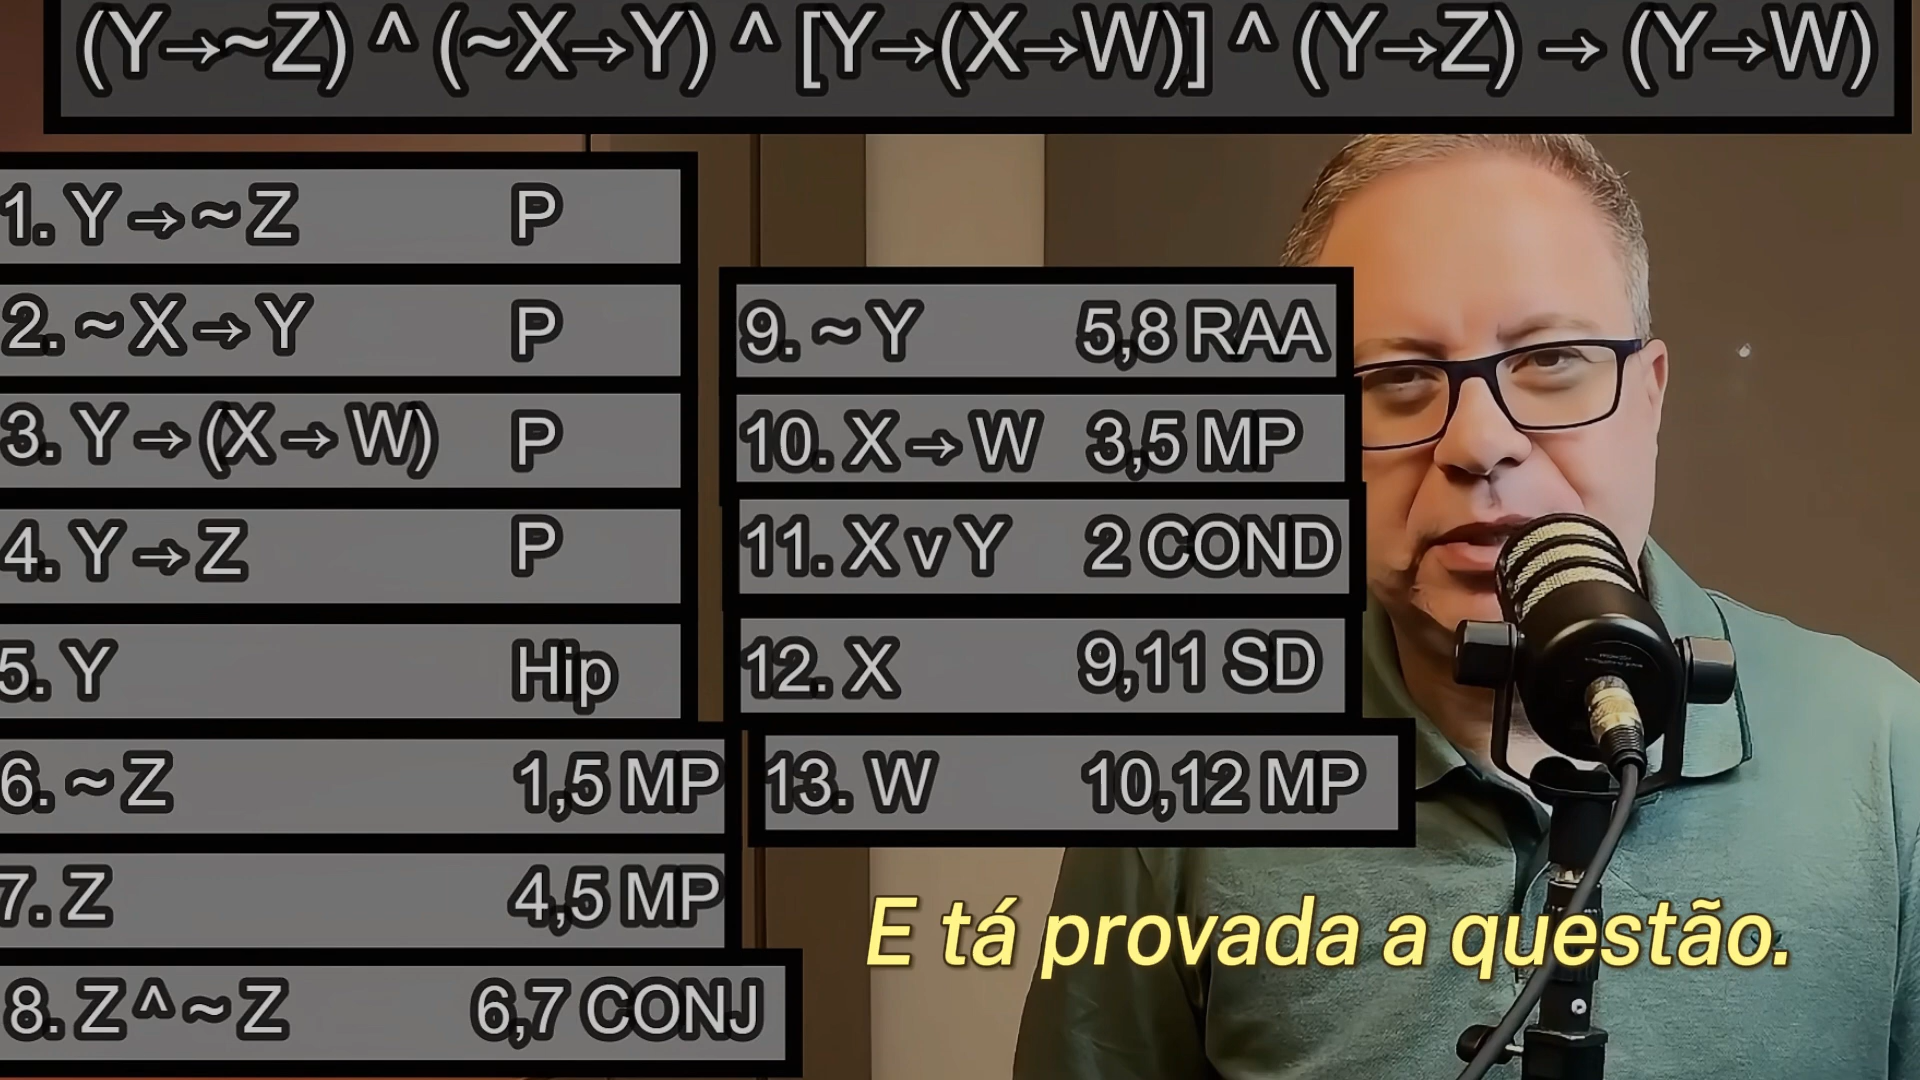 (Y→~Z) ^ (~X→Y) ^ [Y→(X→W)] ^ (Y→Z) → (Y→W)
1. Y→~Z P
2. ~X→Y P
3. Y→(X→W) P
4. Y→Z P
5. Y Hip
6. ~Z 1,5 MP
7. Z 4,5 MP
8. Z^~Z 6,7 CONJ
9. ~Y 5,8 RAA
10. X→W 3,5 MP
11. X v Y 2 COND
12. X 9,11 SD
13. W 10,12 MP
E tá provada a questão.